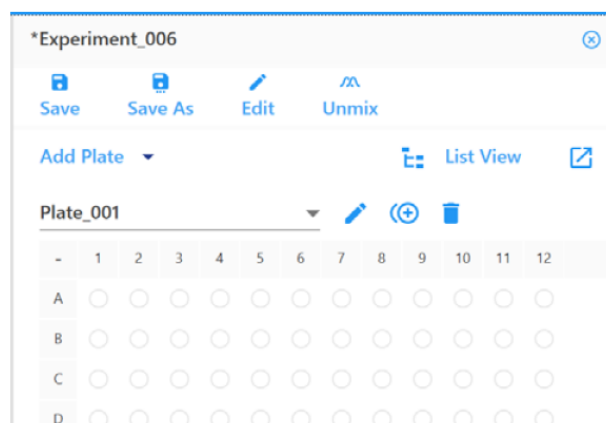 *Experiment_006
Save Save As Edit Unmix
Add Plate List View
Plate_001
- 1 2 3 4 5 6 7 8 9 10 11 12
A
B
C
D